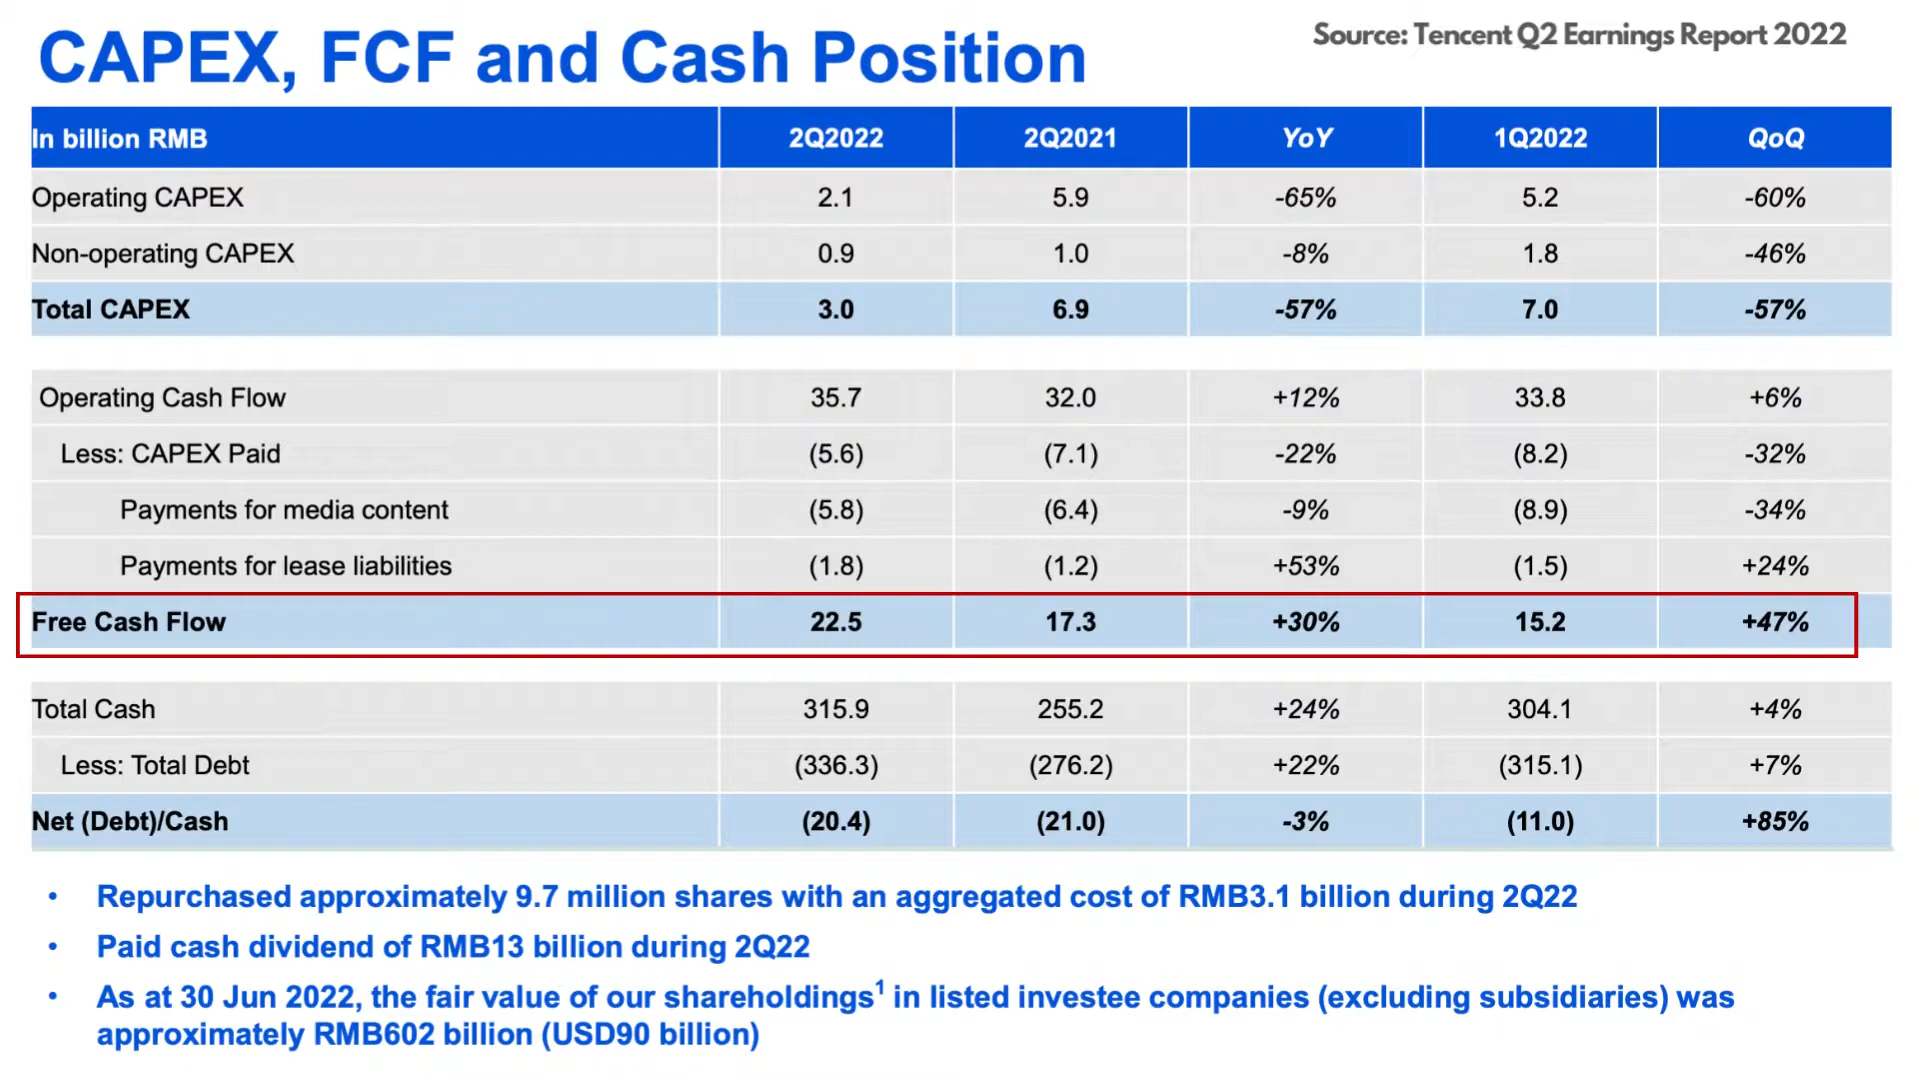 CAPEX, FCF and Cash Position
Source: Tencent Q2 Earnings Report 2022
In billion RMB 2Q2022 2Q2021 YoY 1Q2022 QoQ
Operating CAPEX 2.1 5.9 -65% 5.2 -60%
Non-operating CAPEX 0.9 1.0 -8% 1.8 -46%
Total CAPEX 3.0 6.9 -57% 7.0 -57%
Operating Cash Flow 35.7 32.0 +12% 33.8 +6%
Less: CAPEX Paid (5.6) (7.1) -22% (8.2) -32%
Payments for media content (5.8) (6.4) -9% (8.9) -34%
Payments for lease liabilities (1.8) (1.2) +53% (1.5) +24%
Free Cash Flow 22.5 17.3 +30% 15.2 +47%
Total Cash 315.9 255.2 +24% 304.1 +4%
Less: Total Debt (336.3) (276.2) +22% (315.1) +7%
Net (Debt)/Cash (20.4) (21.0) -3% (11.0) +85%
• Repurchased approximately 9.7 million shares with an aggregated cost of RMB3.1 billion during 2Q22
• Paid cash dividend of RMB13 billion during 2Q22
• As at 30 Jun 2022, the fair value of our shareholdings¹ in listed investee companies (excluding subsidiaries) was
approximately RMB602 billion (USD90 billion)